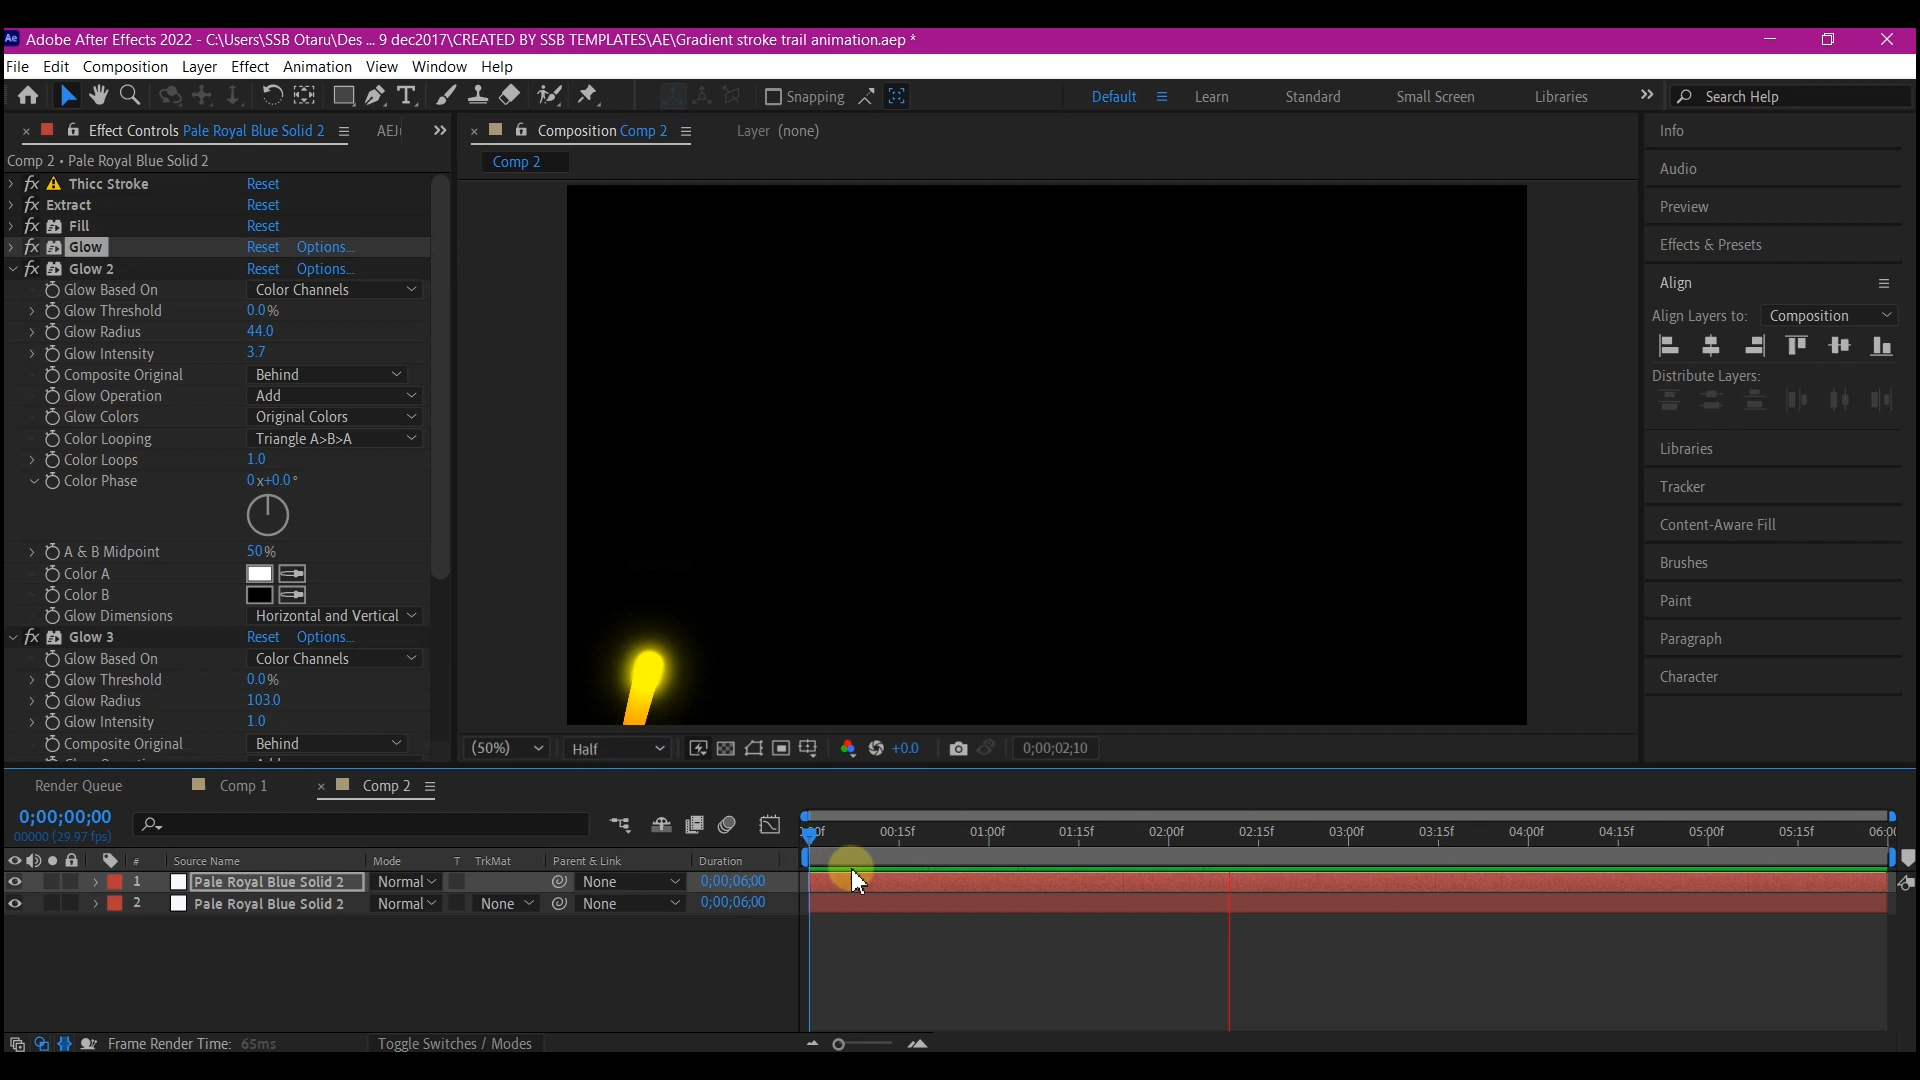 Ae Adobe After Effects 2022 - C:\Users\SSB Otaru\Des ... 9 dec2017\CREATED BY SSB TEMPLATES\AE\Gradient stroke trail animation.aep *
File Edit Composition Layer Effect Animation View Window Help
Snapping Default Learn Standard Small Screen Libraries Search Help
Effect Controls Pale Royal Blue Solid 2
Composition Comp 2 Layer (none)
Comp 2
Comp 2 • Pale Royal Blue Solid 2
fx Thicc Stroke Reset
fx Extract Reset
fx Fill Reset
fx Glow Reset Options...
fx Glow 2 Reset Options...
Glow Based On Color Channels
Glow Threshold 0.0%
Glow Radius 44.0
Glow Intensity 3.7
Composite Original Behind
Glow Operation Add
Glow Colors Original Colors
Color Looping Triangle A>B>A
Color Loops 1.0
Color Phase 0x+0.0°
A & B Midpoint 50%
Color A
Color B
Glow Dimensions Horizontal and Vertical
fx Glow 3 Reset Options...
Glow Based On Color Channels
Glow Threshold 0.0%
Glow Radius 103.0
Glow Intensity 1.0
Composite Original Behind
(50%) Half +0.0 0;00;02;10
Info
Audio
Preview
Effects & Presets
Align
Align Layers to: Composition
Distribute Layers:
Libraries
Tracker
Content-Aware Fill
Brushes
Paint
Paragraph
Character
Render Queue Comp 1 Comp 2
0;00;00;00
00000 (29.97 fps)
00:15f 01:00f 01:15f 02:00f 02:15f 03:00f 03:15f 04:00f 04:15f 05:00f 05:15f
# Source Name Mode T TrkMat Parent & Link Duration
1 Pale Royal Blue Solid 2 Normal None 0;00;06;00
2 Pale Royal Blue Solid 2 Normal None None 0;00;06;00
Frame Render Time: 65ms Toggle Switches / Modes